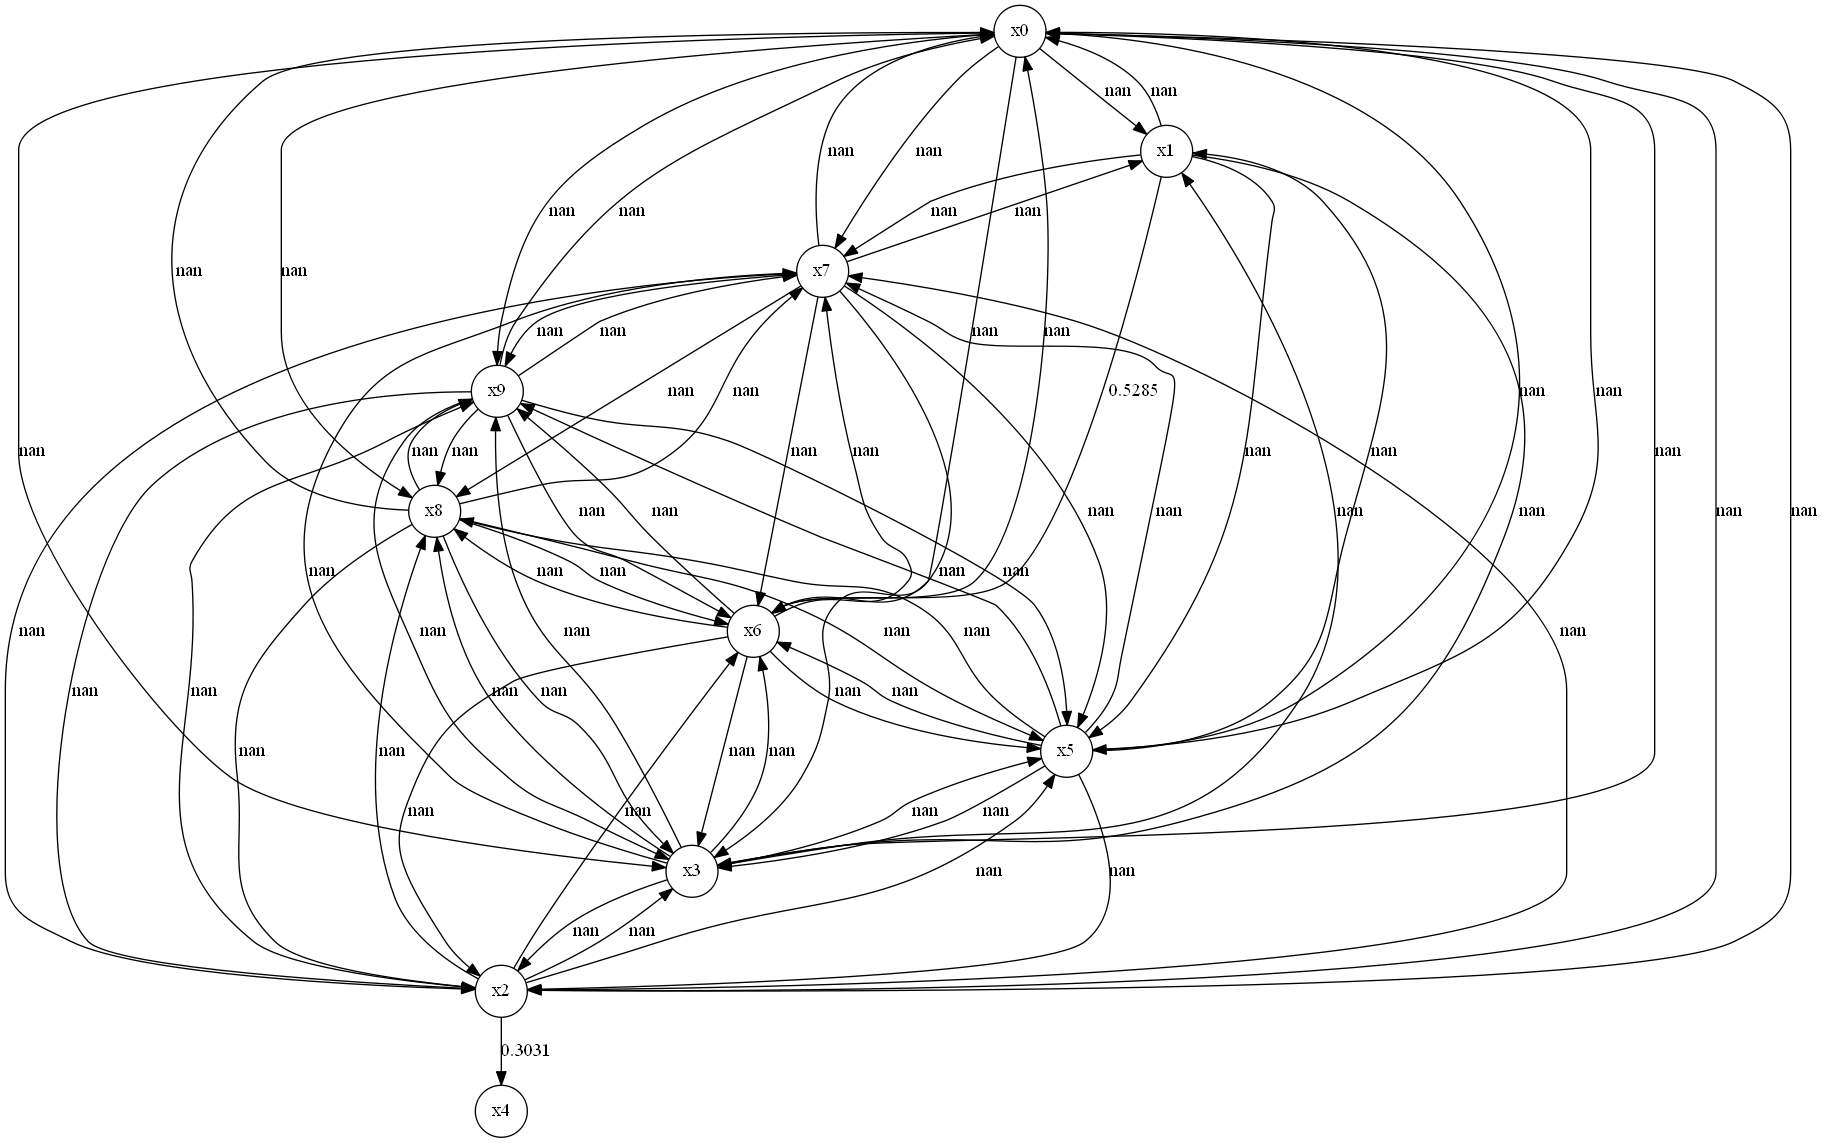 x0
nan nan
x1
nan nan
nan nan nan nan
nan nan
x7
nan nan nan nan
x9 nan nan 0.5285 nan nan
nan nan nan nan nan nan nan
x8 nan nan nan nan nan nan nan nan
nan nan nan nan nan
nan nan x6 nan nan nan
nan nan nan nan nan nan
nan nan nan nan x5
nan nan nan nan
x3 nan nan
nan nan
x2
0.3031
x4